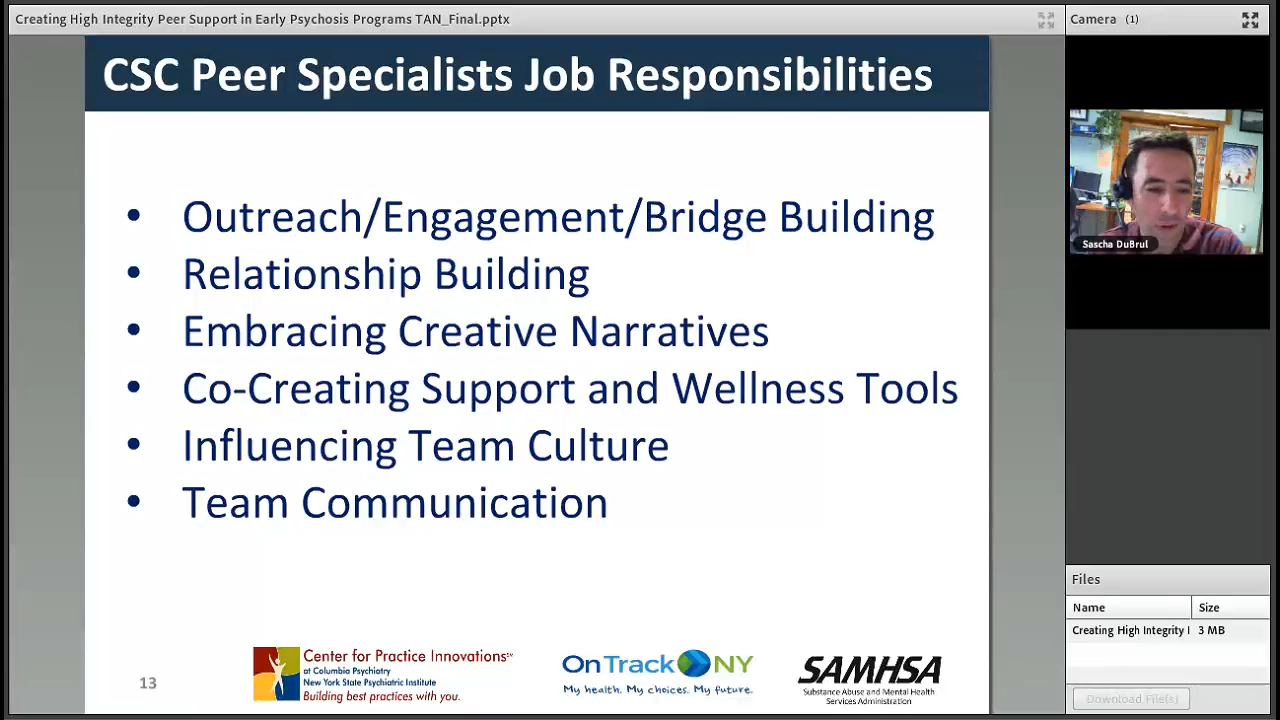 Creating High Integrity Peer Support in Early Psychosis Programs TAN_Final.pptx
Camera (1)
CSC Peer Specialists Job Responsibilities
• Outreach/Engagement/Bridge Building
• Relationship Building
• Embracing Creative Narratives
• Co-Creating Support and Wellness Tools
• Influencing Team Culture
• Team Communication
Sascha DuBrul
Files
Name Size
Creating High Integrity I 3 MB
Download File(s)
13
Center for Practice Innovations℠
at Columbia Psychiatry
New York State Psychiatric Institute
Building best practices with you.
OnTrackNY
My health. My choices. My future.
SAMHSA
Substance Abuse and Mental Health
Services Administration